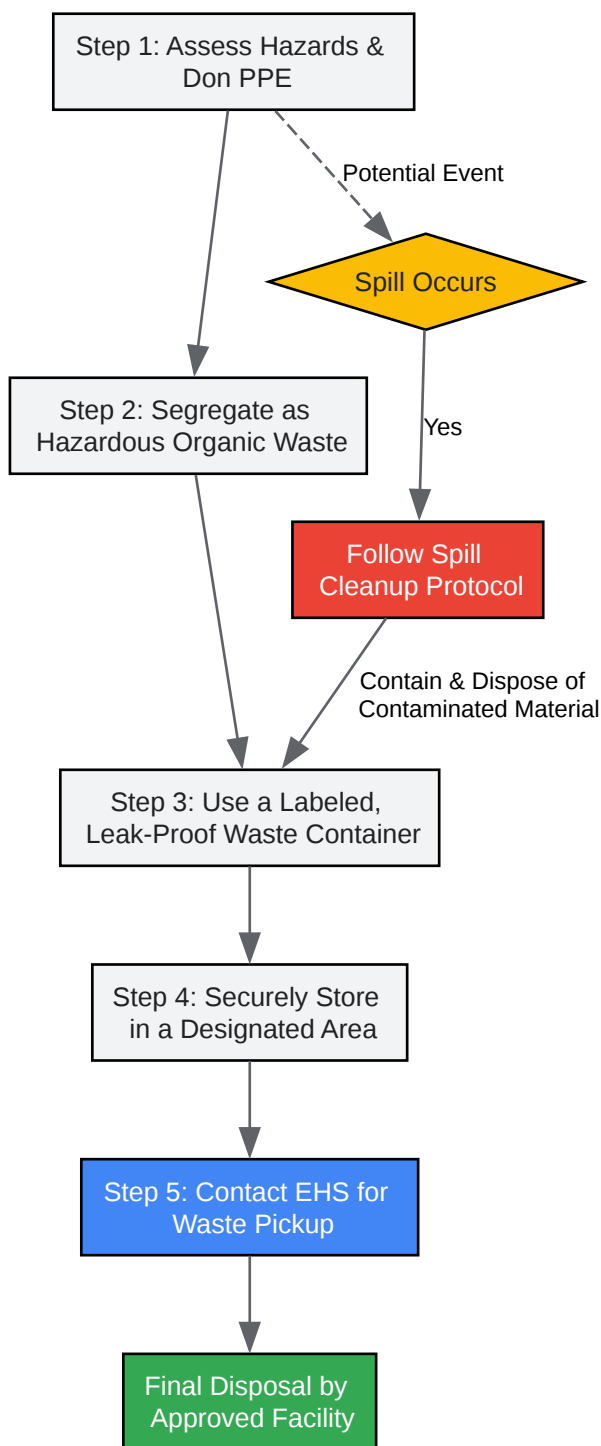 Step 1: Assess Hazards &
Don PPE
Potential Event
Spill Occurs
Step 2: Segregate as
Hazardous Organic Waste
Yes
Follow Spill
Cleanup Protocol
Contain & Dispose of
Contaminated Material
Step 3: Use a Labeled,
Leak-Proof Waste Container
Step 4: Securely Store
in a Designated Area
Step 5: Contact EHS for
Waste Pickup
Final Disposal by
Approved Facility